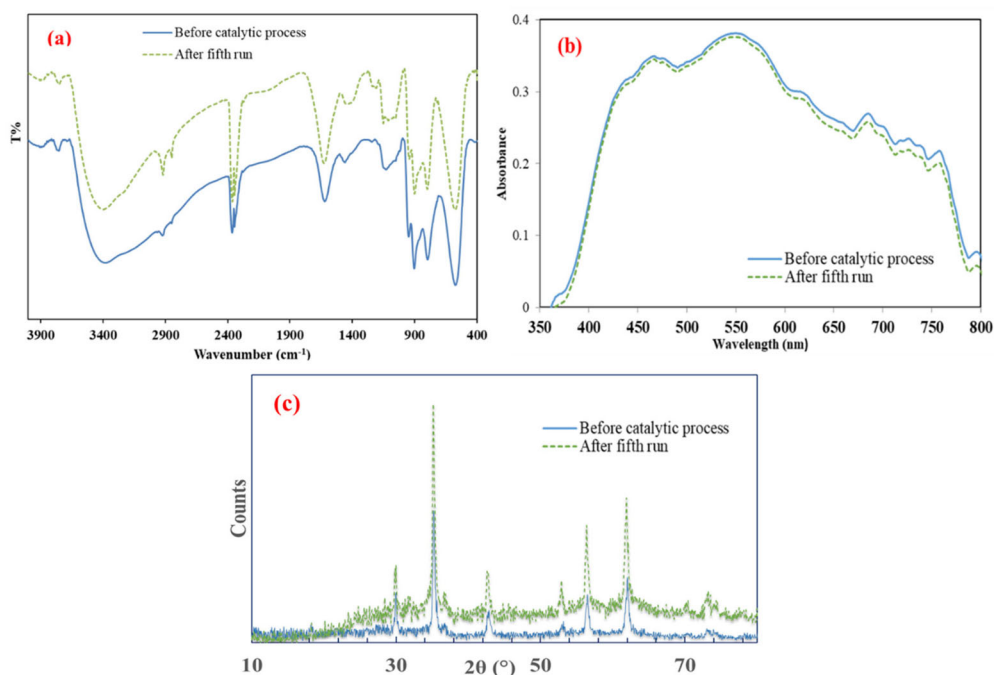 (a)
Before catalytic process
After fifth run
T%
3900 3400 2900 2400 1900 1400 900 400
Wavenumber (cm⁻¹)
(b)
0.4
0.3
0.2
0.1
0
Absorbance
Before catalytic process
After fifth run
350 400 450 500 550 600 650 700 750 800
Wavelength (nm)
(c)
Before catalytic process
After fifth run
Counts
10 30 50 70
2θ (°)